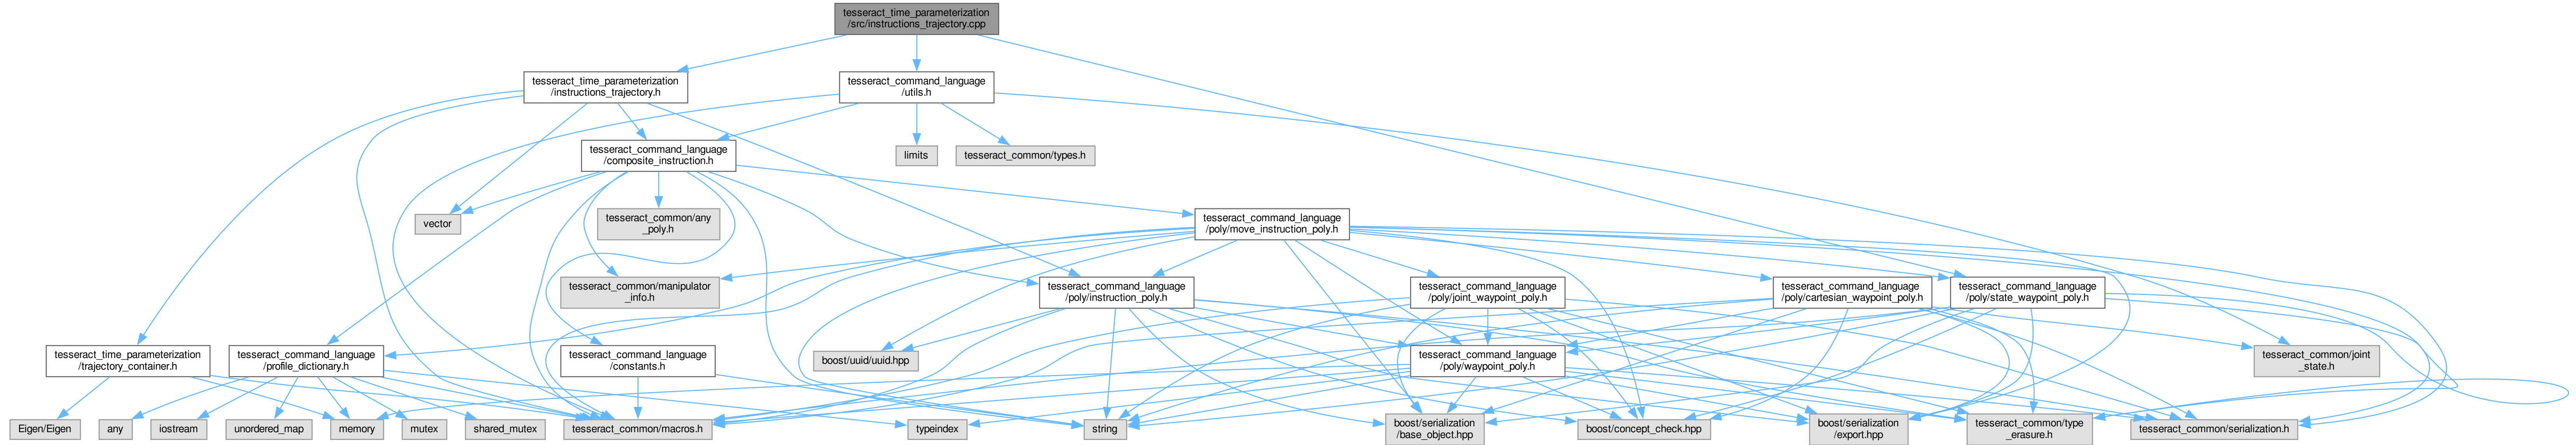 tesseract_time_parameterization
/src/instructions_trajectory.cpp
tesseract_time_parameterization
/instructions_trajectory.h
tesseract_command_language
/utils.h
tesseract_command_language
/composite_instruction.h
limits
tesseract_common/types.h
vector
tesseract_common/any
_poly.h
tesseract_command_language
/poly/move_instruction_poly.h
tesseract_common/manipulator
_info.h
tesseract_command_language
/poly/instruction_poly.h
tesseract_command_language
/poly/joint_waypoint_poly.h
tesseract_command_language
/poly/cartesian_waypoint_poly.h
tesseract_command_language
/poly/state_waypoint_poly.h
tesseract_time_parameterization
/trajectory_container.h
tesseract_command_language
/profile_dictionary.h
tesseract_command_language
/constants.h
boost/uuid/uuid.hpp
tesseract_command_language
/poly/waypoint_poly.h
tesseract_common/joint
_state.h
Eigen/Eigen
any
iostream
unordered_map
memory
mutex
shared_mutex
tesseract_common/macros.h
typeindex
string
boost/serialization
/base_object.hpp
boost/concept_check.hpp
boost/serialization
/export.hpp
tesseract_common/type
_erasure.h
tesseract_common/serialization.h